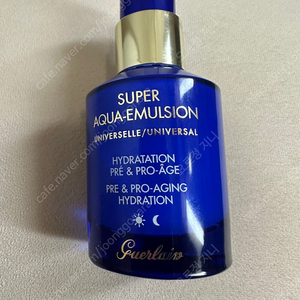 SUPER
AQUA-EMULSION
UNIVERSELLE/UNIVERSAL
HYDRATATION
PRÉ & PRO-ÂGE
PRE & PRO-AGING
HYDRATION
Guerlain